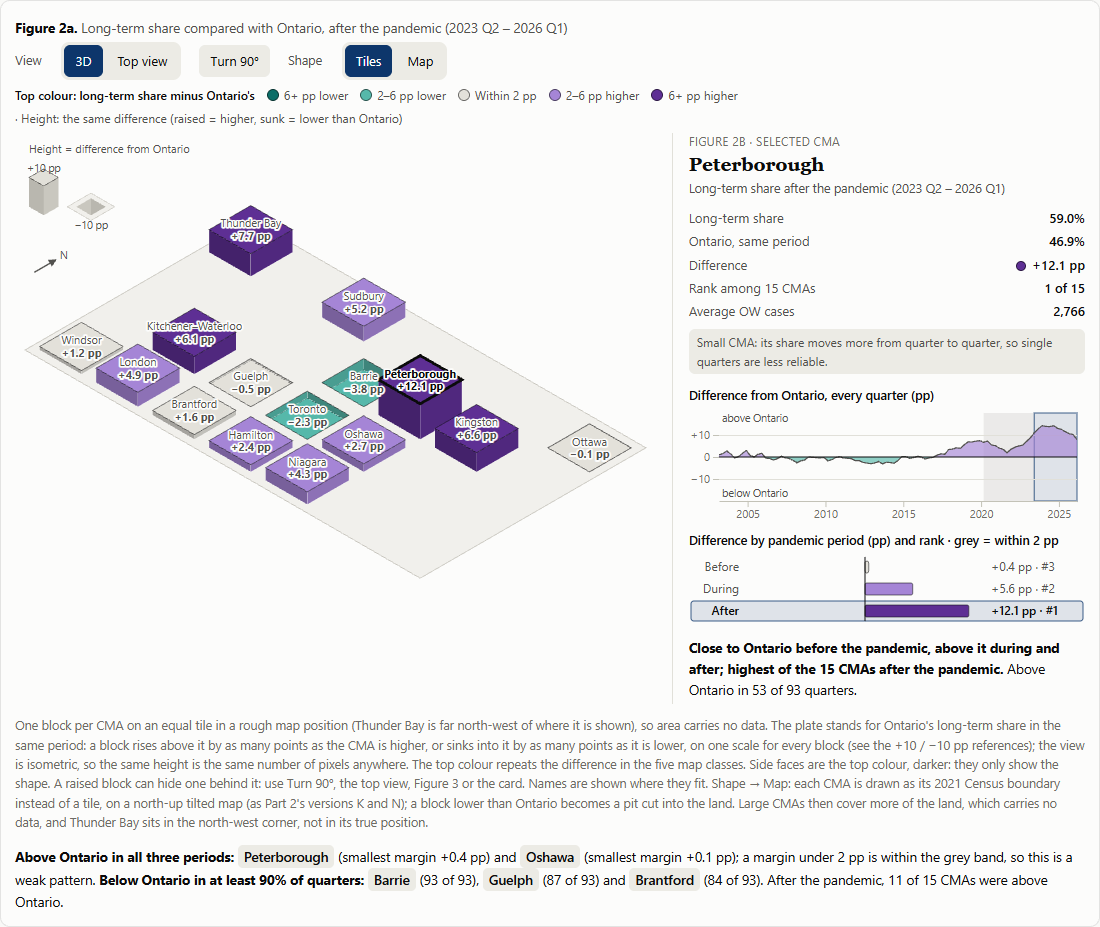 Figure 2a. Long-term share compared with Ontario, after the pandemic (2023 Q2 – 2026 Q1)
View 3D Top view Turn 90° Shape Tiles Map
Top colour: long-term share minus Ontario's 6+ pp lower 2–6 pp lower Within 2 pp 2–6 pp higher 6+ pp higher
· Height: the same difference (raised = higher, sunk = lower than Ontario)
Height = difference from Ontario
+10 pp
−10 pp
N
Thunder Bay
+7.7 pp
Sudbury
+5.2 pp
Kitchener–Waterloo
+6.1 pp
Windsor
+1.2 pp
London
+4.9 pp
Guelph
−0.5 pp
Barrie
−3.8 pp
Peterborough
+12.1 pp
Brantford
+1.6 pp
Toronto
−2.3 pp
Kingston
+6.6 pp
Hamilton
+2.4 pp
Oshawa
+2.7 pp
Ottawa
−0.1 pp
Niagara
+4.3 pp
FIGURE 2B · SELECTED CMA
Peterborough
Long-term share after the pandemic (2023 Q2 – 2026 Q1)
Long-term share 59.0%
Ontario, same period 46.9%
Difference +12.1 pp
Rank among 15 CMAs 1 of 15
Average OW cases 2,766
Small CMA: its share moves more from quarter to quarter, so single
quarters are less reliable.
Difference from Ontario, every quarter (pp)
above Ontario
+10
0
−10
below Ontario
2005 2010 2015 2020 2025
Difference by pandemic period (pp) and rank · grey = within 2 pp
Before +0.4 pp · #3
During +5.6 pp · #2
After +12.1 pp · #1
Close to Ontario before the pandemic, above it during and
after; highest of the 15 CMAs after the pandemic. Above
Ontario in 53 of 93 quarters.
One block per CMA on an equal tile in a rough map position (Thunder Bay is far north-west of where it is shown), so area carries no data. The plate stands for Ontario's long-term share in the
same period: a block rises above it by as many points as the CMA is higher, or sinks into it by as many points as it is lower, on one scale for every block (see the +10 / −10 pp references); the view
is isometric, so the same height is the same number of pixels anywhere. The top colour repeats the difference in the five map classes. Side faces are the top colour, darker: they only show the
shape. A raised block can hide one behind it: use Turn 90°, the top view, Figure 3 or the card. Names are shown where they fit. Shape → Map: each CMA is drawn as its 2021 Census boundary
instead of a tile, on a north-up tilted map (as Part 2's versions K and N); a block lower than Ontario becomes a pit cut into the land. Large CMAs then cover more of the land, which carries no
data, and Thunder Bay sits in the north-west corner, not in its true position.
Above Ontario in all three periods: Peterborough (smallest margin +0.4 pp) and Oshawa (smallest margin +0.1 pp); a margin under 2 pp is within the grey band, so this is a
weak pattern. Below Ontario in at least 90% of quarters: Barrie (93 of 93), Guelph (87 of 93) and Brantford (84 of 93). After the pandemic, 11 of 15 CMAs were above
Ontario.